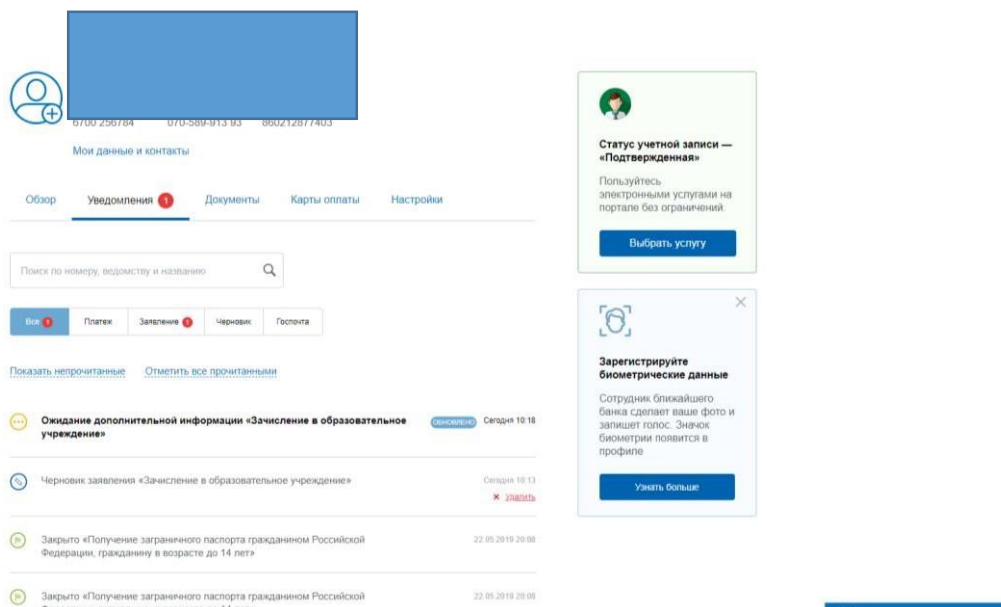 6700 256784 070-589-913 93 860212877403
Мои данные и контакты
Обзор Уведомления 1 Документы Карты оплаты Настройки
Поиск по номеру, ведомству и названию
Все 1 Платеж Заявление 1 Черновик Госпочта
Показать непрочитанные Отметить все прочитанными
Ожидание дополнительной информации «Зачисление в образовательное
учреждение»
ОБНОВЛЕНО Сегодня 10:18
Черновик заявления «Зачисление в образовательное учреждение»
Сегодня 10:13
× Удалить
Закрыто «Получение заграничного паспорта гражданином Российской
Федерации, гражданину в возрасте до 14 лет»
22.05.2019 20:08
Закрыто «Получение заграничного паспорта гражданином Российской
22.05.2019 20:08
Статус учетной записи —
«Подтвержденная»
Пользуйтесь
электронными услугами на
портале без ограничений.
Выбрать услугу
Зарегистрируйте
биометрические данные
Сотрудник ближайшего
банка сделает ваше фото и
запишет голос. Значок
биометрии появится в
профиле
Узнать больше